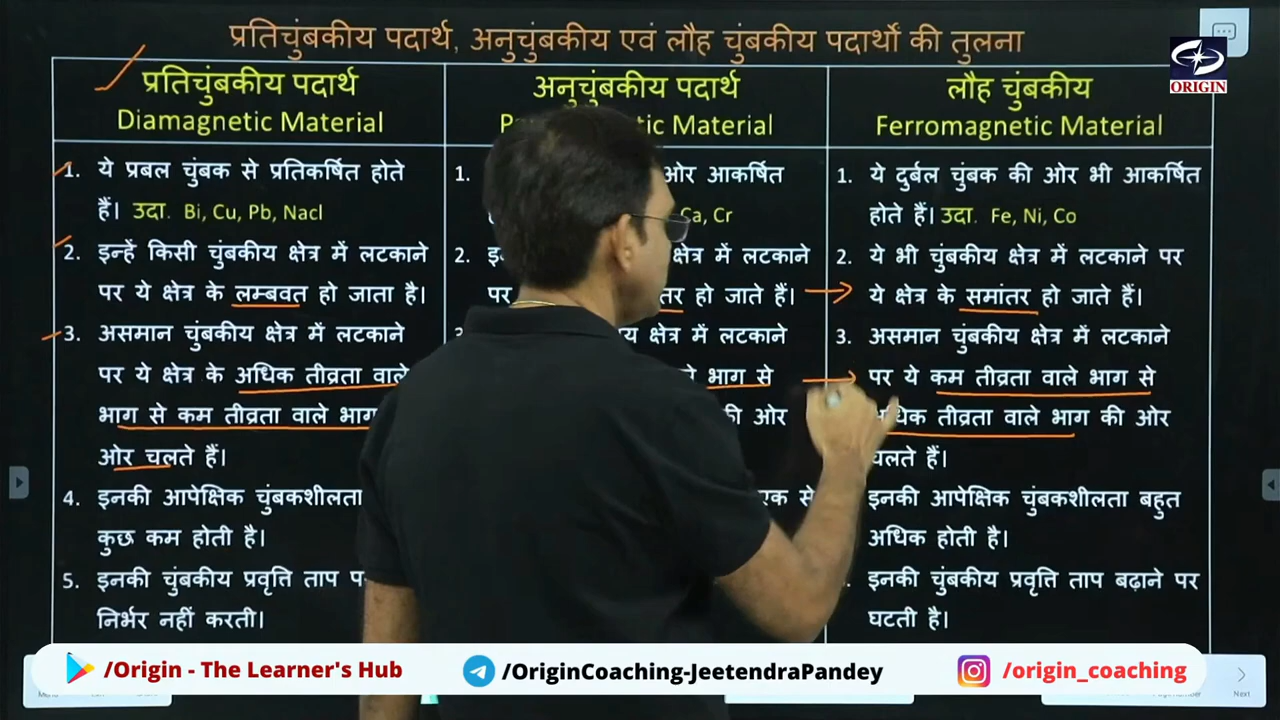 प्रतिचुंबकीय पदार्थ, अनुचुंबकीय एवं लौह चुंबकीय पदार्थों की तुलना
ORIGIN
प्रतिचुंबकीय पदार्थ
Diamagnetic Material
1. ये प्रबल चुंबक से प्रतिकर्षित होते
हैं। उदा. Bi, Cu, Pb, Nacl
2. इन्हें किसी चुंबकीय क्षेत्र में लटकाने
पर ये क्षेत्र के लम्बवत हो जाता है।
3. असमान चुंबकीय क्षेत्र में लटकाने
पर ये क्षेत्र के अधिक तीव्रता वाले
भाग से कम तीव्रता वाले भाग
ओर चलते हैं।
4. इनकी आपेक्षिक चुंबकशीलता
कुछ कम होती है।
5. इनकी चुंबकीय प्रवृत्ति ताप
निर्भर नहीं करती।
अनुचुंबकीय पदार्थ
Material
1. ओर आकर्षित
Ca, Cr
2. क्षेत्र में लटकाने
पर हो जाते हैं।
क्षेत्र में लटकाने
भाग से
की ओर
से
लौह चुंबकीय
Ferromagnetic Material
1. ये दुर्बल चुंबक की ओर भी आकर्षित
होते हैं। उदा. Fe, Ni, Co
2. ये भी चुंबकीय क्षेत्र में लटकाने पर
ये क्षेत्र के समांतर हो जाते हैं।
3. असमान चुंबकीय क्षेत्र में लटकाने
पर ये कम तीव्रता वाले भाग से
अधिक तीव्रता वाले भाग की ओर
चलते हैं।
इनकी आपेक्षिक चुंबकशीलता बहुत
अधिक होती है।
इनकी चुंबकीय प्रवृत्ति ताप बढ़ाने पर
घटती है।
/Origin - The Learner's Hub
/OriginCoaching-JeetendraPandey
/origin_coaching
Next